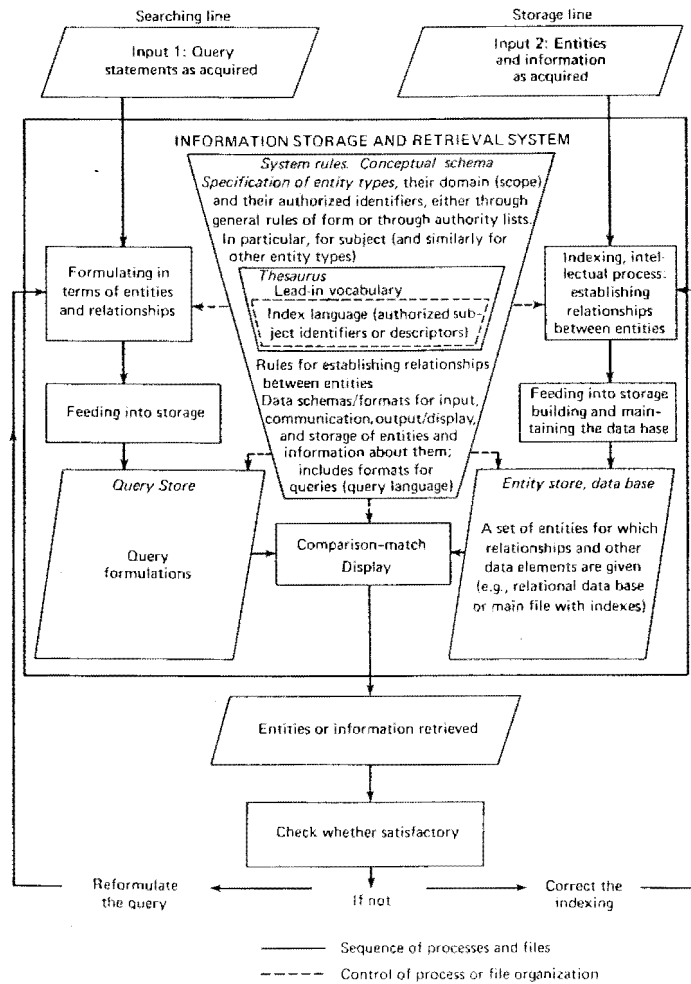 Searching line
Storage line
Input 1: Query
statements as acquired
Input 2: Entities
and information
as acquired
INFORMATION STORAGE AND RETRIEVAL SYSTEM
System rules. Conceptual schema
Specification of entity types, their domain (scope)
and their authorized identifiers, either through
general rules of form or through authority lists.
In particular, for subject (and similarly for
other entity types)
Thesaurus
Lead-in vocabulary
Index language (authorized sub-
ject identifiers or descriptors)
Rules for establishing relationships
between entities
Data schemas/formats for input,
communication, output/display,
and storage of entities and
information about them;
includes formats for
queries (query language)
Formulating in
terms of entities
and relationships
Indexing, intel-
lectual process:
establishing
relationships
between entities
Feeding into storage
Feeding into storage
building and main-
taining the data base
Query Store
Query
formulations
Comparison-match
Display
Entity store, data base
A set of entities for which
relationships and other
data elements are given
(e.g., relational data base
or main file with indexes)
Entities or information retrieved
Check whether satisfactory
Reformulate
the query
If not
Correct the
indexing
Sequence of processes and files
Control of process or file organization